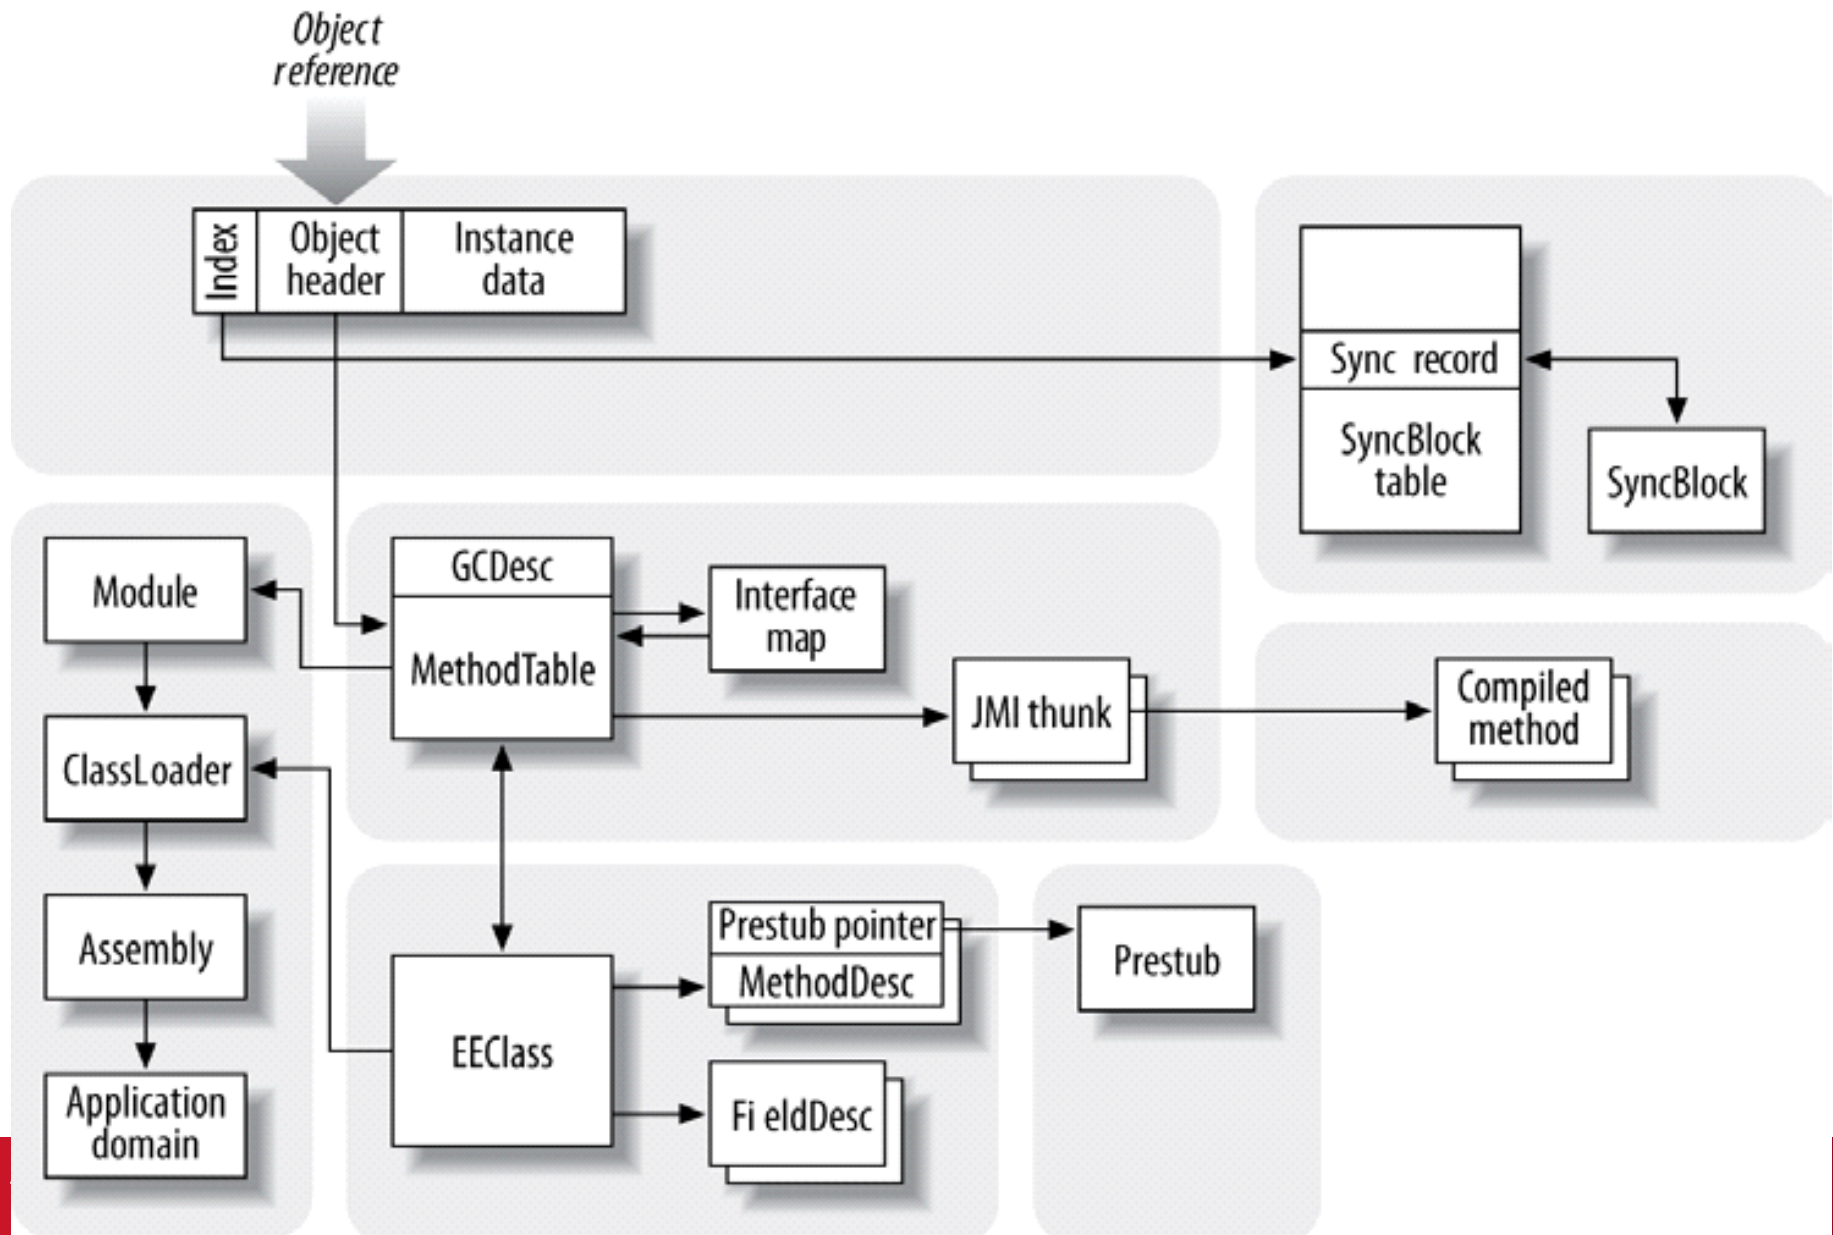 Object
reference
Index
Object
header
Instance
data
Sync record
SyncBlock
table
SyncBlock
Module
GCDesc
MethodTable
Interface
map
JMI thunk
Compiled
method
ClassLoader
Assembly
Application
domain
EEClass
Prestub pointer
MethodDesc
Prestub
Fi eldDesc